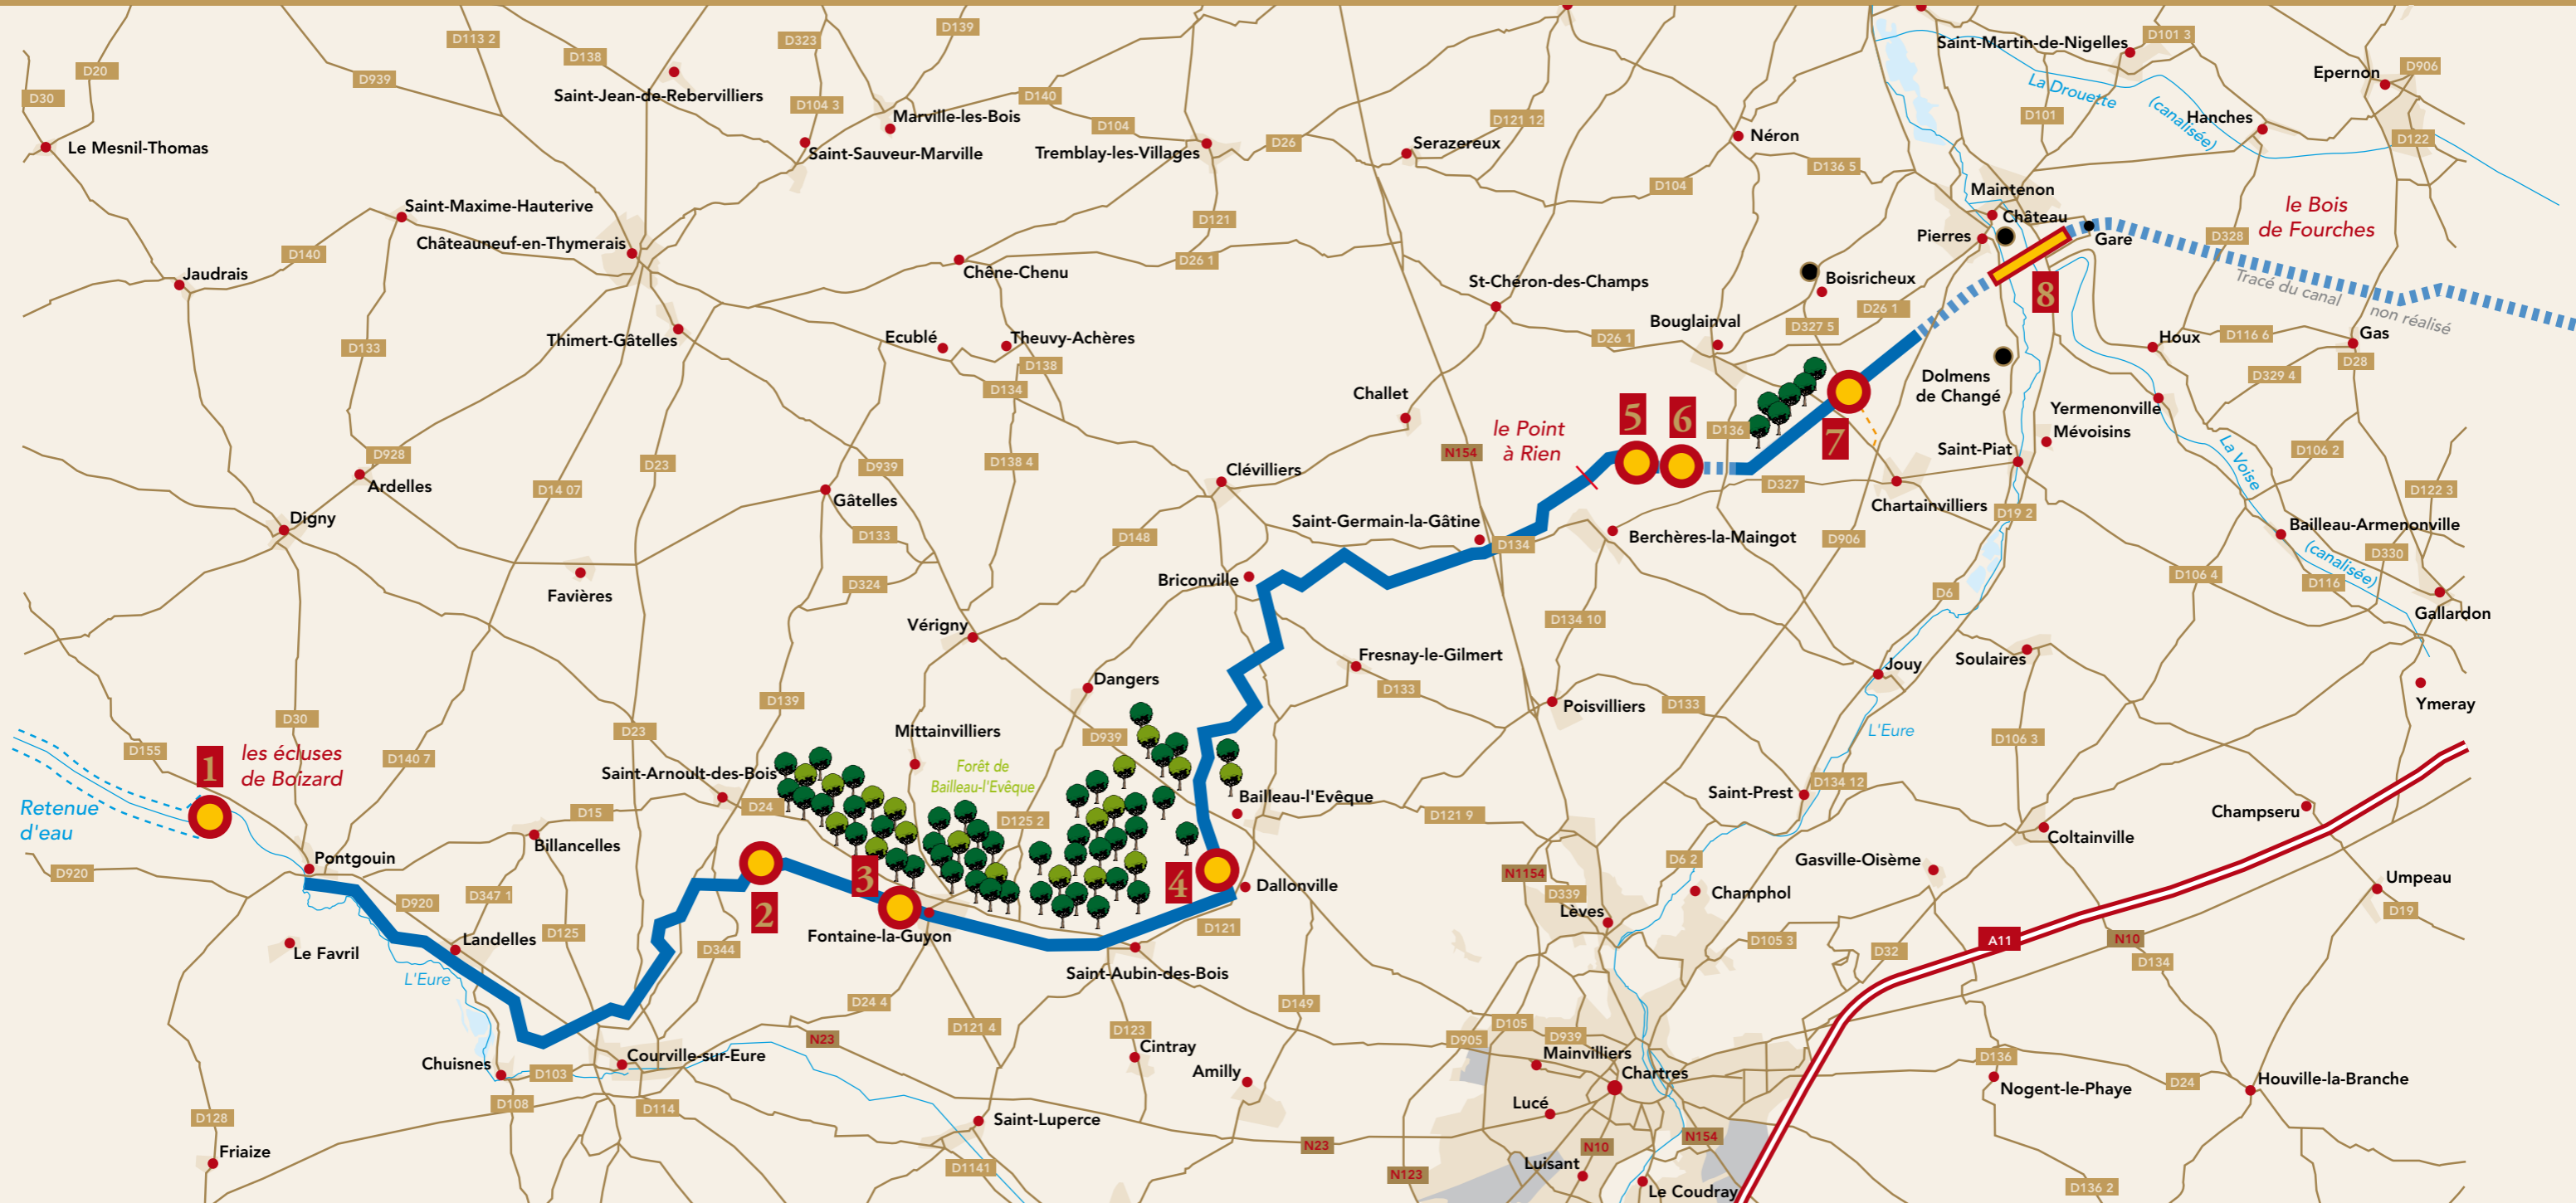 D113 2
D139
D323
D138
D20
D939
D30
Saint-Jean-de-Rebervilliers
D104 3
D140
Marville-les-Bois
D104
D26
D121 12
Serazereux
Néron
D136 5
Saint-Martin-de-Nigelles
D101 3
Epernon
D906
La Drouette
(canalisée)
D101
Hanches
D122
Le Mesnil-Thomas
Saint-Sauveur-Marville
Tremblay-les-Villages
D104
Maintenon
Château
Pierres
Gare
D328
le Bois
de Fourches
Saint-Maxime-Hauterive
Châteauneuf-en-Thymerais
D121
D140
Jaudrais
Chêne-Chenu
D26 1
St-Chéron-des-Champs
Boisricheux
D26 1
8
Tracé du canal
non réalisé
Bouglainval
D327 5
D26 1
Houx
D116 6
Gas
D28
D133
Thimert-Gâtelles
Ecublé
Theuvy-Achères
D138
D134
Challet
Dolmens
de Changé
D329 4
Yermenonville
Mévoisins
le Point
à Rien
5
6
D136
7
N154
Saint-Piat
La Voise
D106 2
D928
Ardelles
D23
D939
D138 4
Clévilliers
D327
Chartainvilliers
D122 3
D14 07
Gâtelles
Digny
D19 2
Saint-Germain-la-Gâtine
D134
Berchères-la-Maingot
D906
Bailleau-Armenonville
D330
(canalisée)
D133
D148
D106 4
D116
Favières
D324
Briconville
D6
Gallardon
Vérigny
D134 10
Fresnay-le-Gilmert
Jouy
Soulaires
Dangers
D133
D139
Poisvilliers
D133
Ymeray
D30
D23
Mittainvilliers
D939
L'Eure
D106 3
D155
1
les écluses
de Boizard
D140 7
Saint-Arnoult-des-Bois
Forêt de
Bailleau-l'Evêque
D134 12
Saint-Prest
Retenue
d'eau
D15
D24
D125 2
Bailleau-l'Evêque
D121 9
Champseru
Coltainville
Billancelles
Pontgouin
D920
D6 2
Gasville-Oisème
N1154
3
4
Dallonville
D347 1
D920
2
D339
Champhol
Umpeau
D19
Lèves
D125
Landelles
Fontaine-la-Guyon
D121
D344
D105 3
D32
A11
N10
D134
Le Favril
L'Eure
Saint-Aubin-des-Bois
D24 4
D149
D121 4
D123
N23
D105
D905
D939
Cintray
Mainvilliers
Courville-sur-Eure
Chuisnes
D103
Amilly
Chartres
D136
Nogent-le-Phaye
D24
Houville-la-Branche
D108
D114
D128
Saint-Luperce
Lucé
N23
N10
N154
Friaize
D1141
N123
Luisant
Le Coudray
D136 2